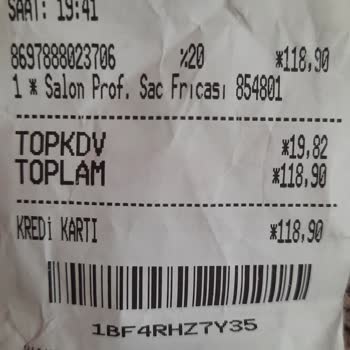 SAAT: 19:41
8697888023706 %20 *118,90
1 * Salon Prof. Sac Fırcası 854801
TOPKDV *19,82
TOPLAM *118,90
KREDİ KARTI *118,90
1BF4RHZ7Y35